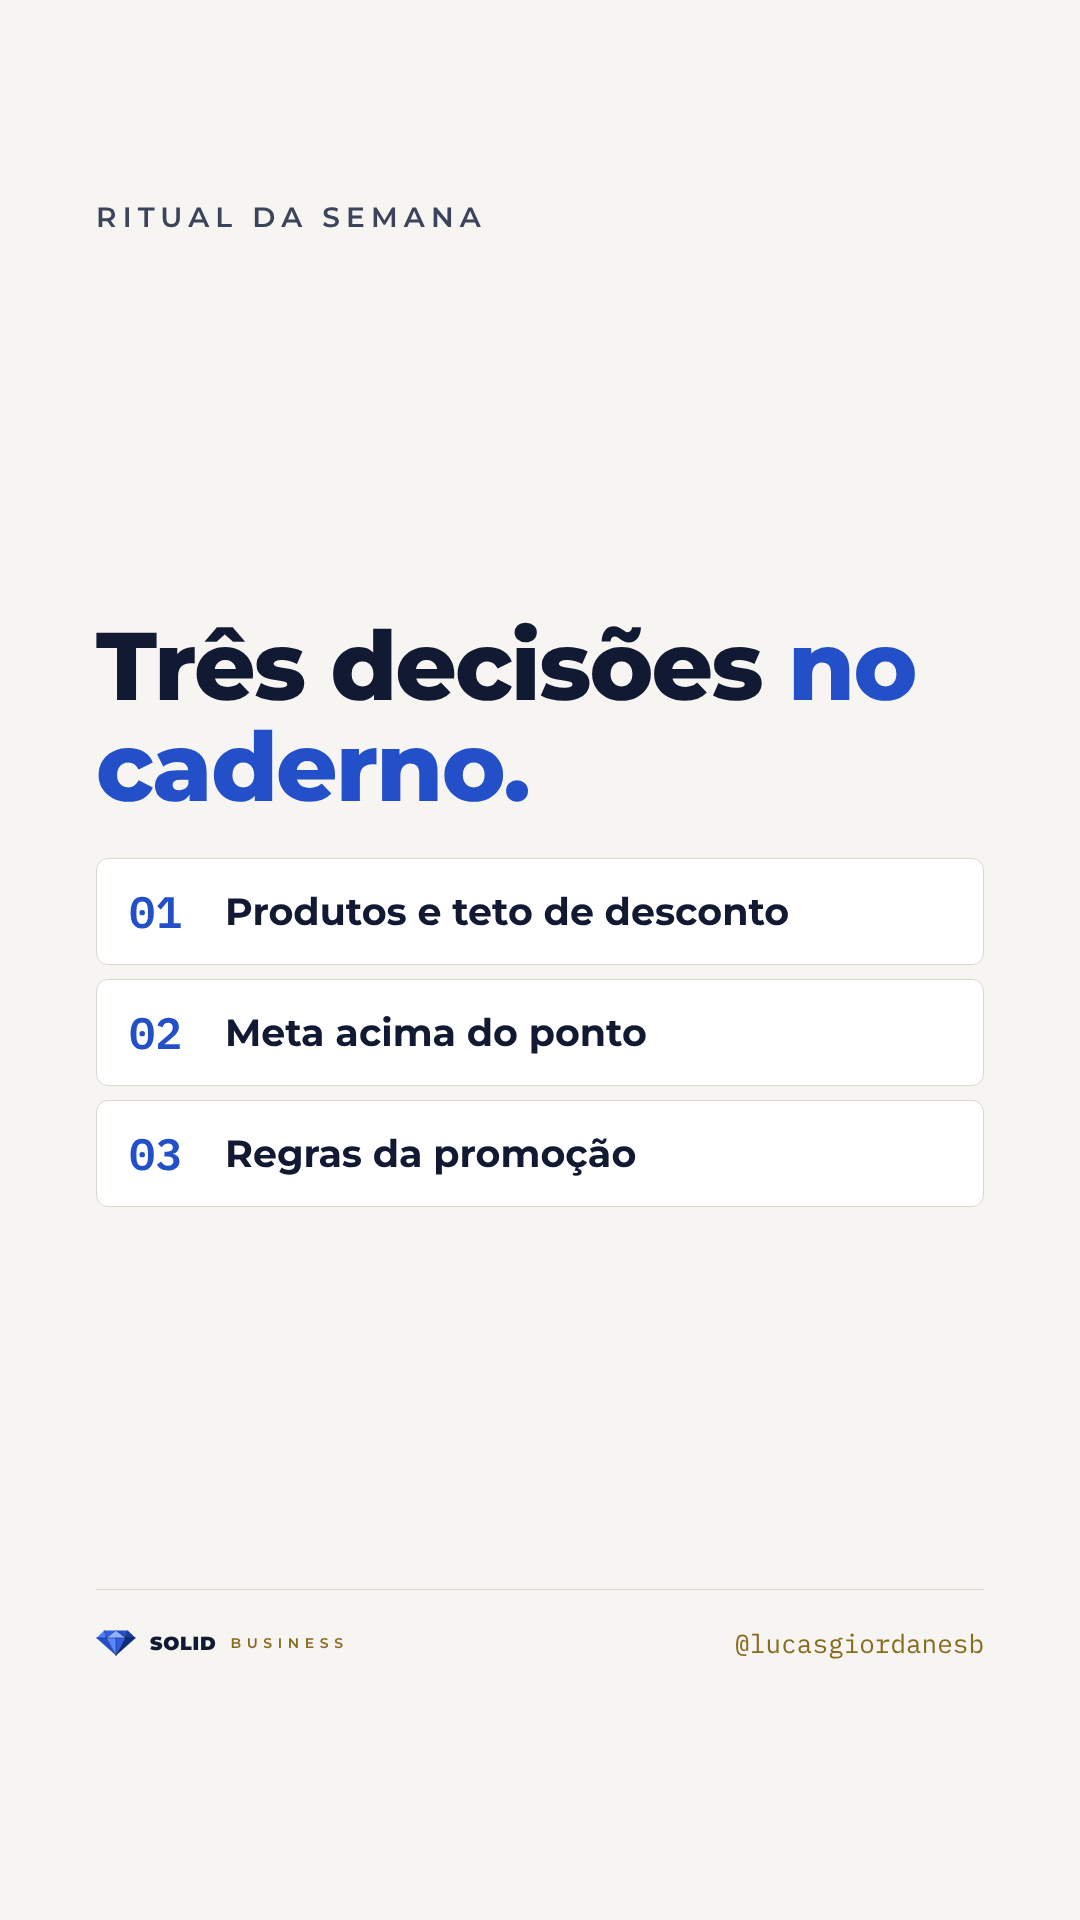 RITUAL DA SEMANA
Três decisões no
caderno.
01 Produtos e teto de desconto
02 Meta acima do ponto
03 Regras da promoção
SOLID BUSINESS @lucasgiordanesb